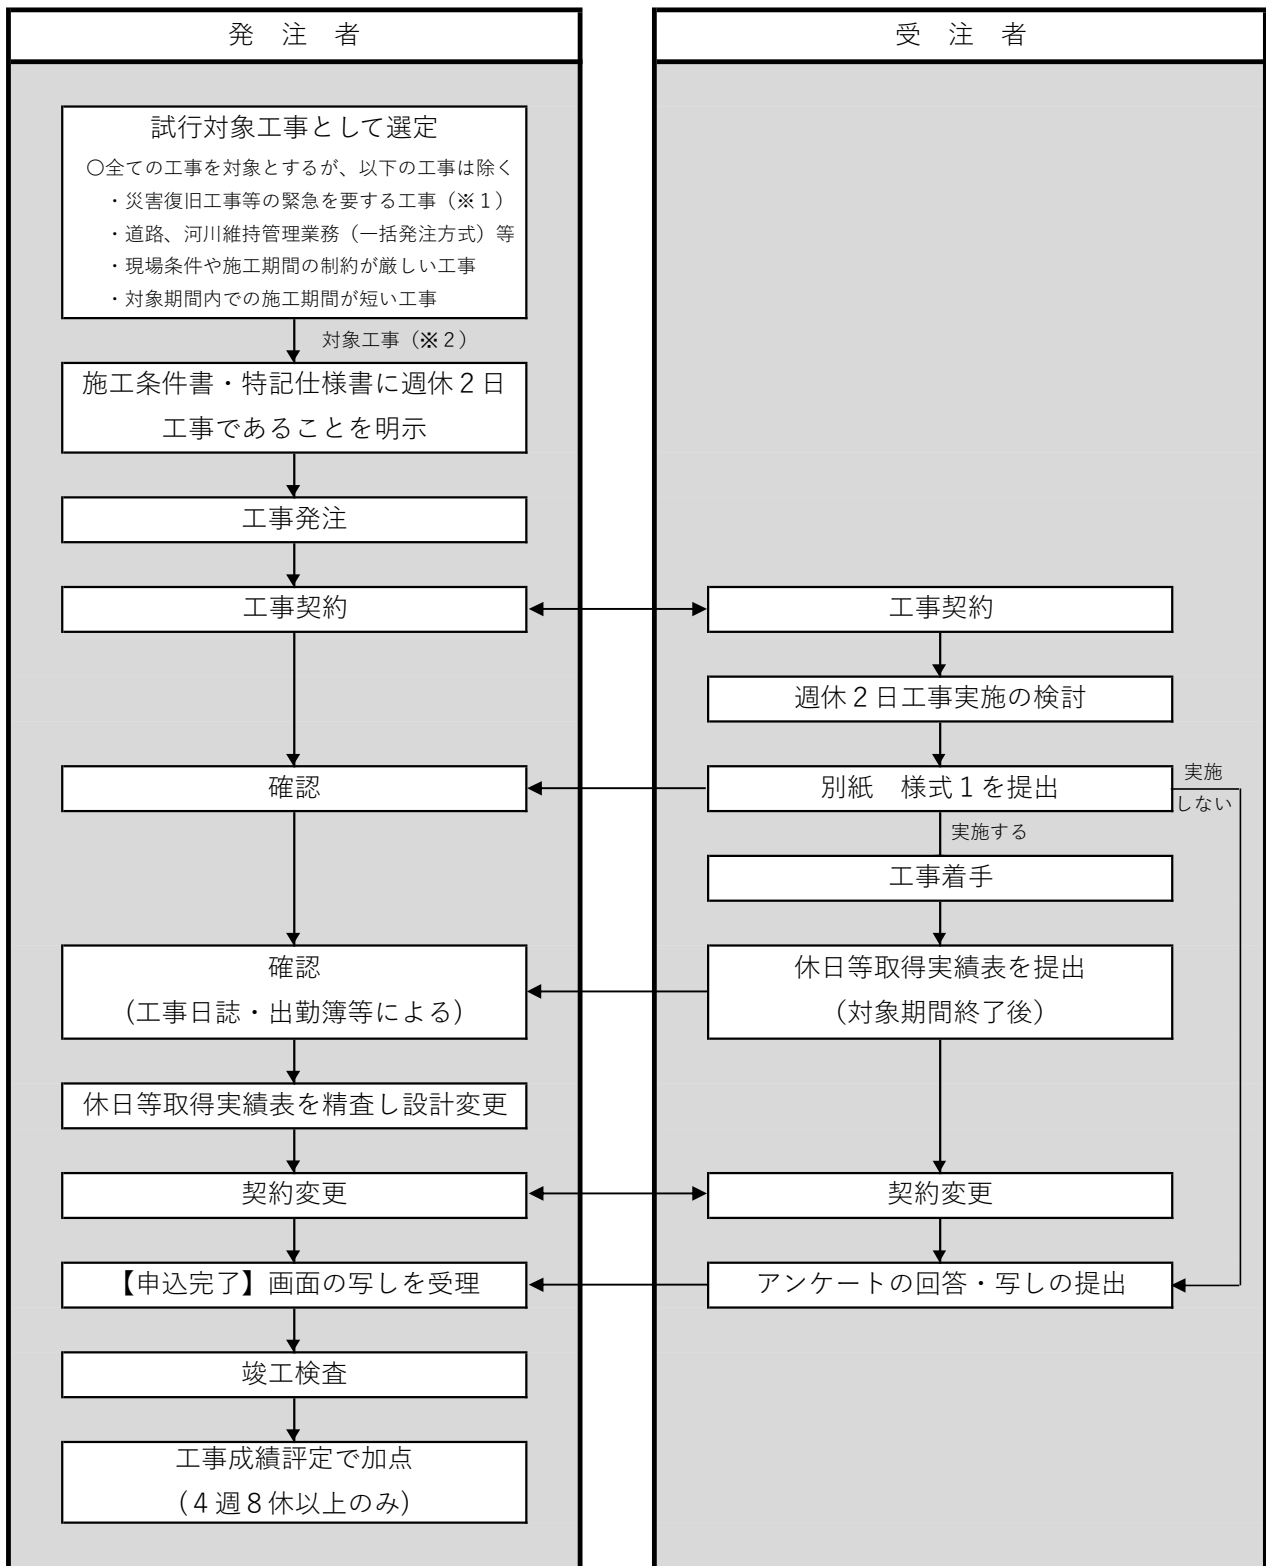 発　注　者
試行対象工事として選定
〇全ての工事を対象とするが、以下の工事は除く
・災害復旧工事等の緊急を要する工事（※１）
・道路、河川維持管理業務（一括発注方式）等
・現場条件や施工期間の制約が厳しい工事
・対象期間内での施工期間が短い工事
対象工事（※２）
施工条件書・特記仕様書に週休２日
工事であることを明示
工事発注
工事契約
確認
確認
（工事日誌・出勤簿等による）
休日等取得実績表を精査し設計変更
契約変更
【申込完了】画面の写しを受理
竣工検査
工事成績評定で加点
（４週８休以上のみ）
受　注　者
工事契約
週休２日工事実施の検討
別紙　様式１を提出
実施
しない
実施する
工事着手
休日等取得実績表を提出
（対象期間終了後）
契約変更
アンケートの回答・写しの提出